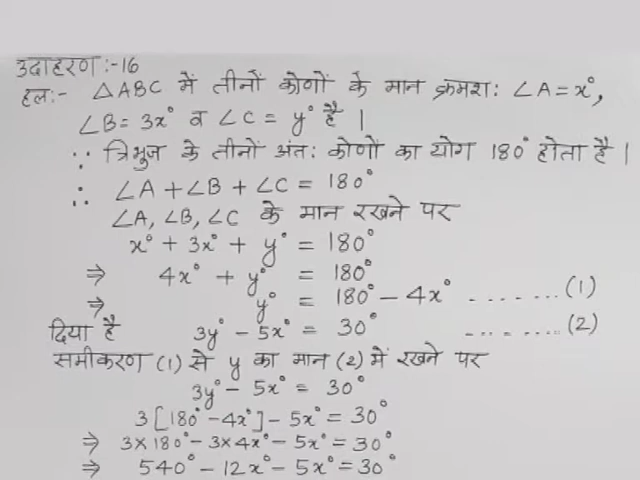 उदाहरण:-16
हल:- △ABC में तीनों कोणों के मान क्रमश: ∠A = x°,
∠B = 3x° व ∠C = y° है |
∵ त्रिभुज के तीनों अंत: कोणों का योग 180° होता है |
∴ ∠A + ∠B + ∠C = 180°
∠A, ∠B, ∠C के मान रखने पर
x° + 3x° + y° = 180°
⇒ 4x° + y° = 180°
⇒ y° = 180° - 4x° ........(1)
दिया है 3y° - 5x° = 30° ........(2)
समीकरण (1) से y का मान (2) में रखने पर
3y° - 5x° = 30°
3[180° - 4x°] - 5x° = 30°
⇒ 3×180° - 3×4x° - 5x° = 30°
⇒ 540° - 12x° - 5x° = 30°